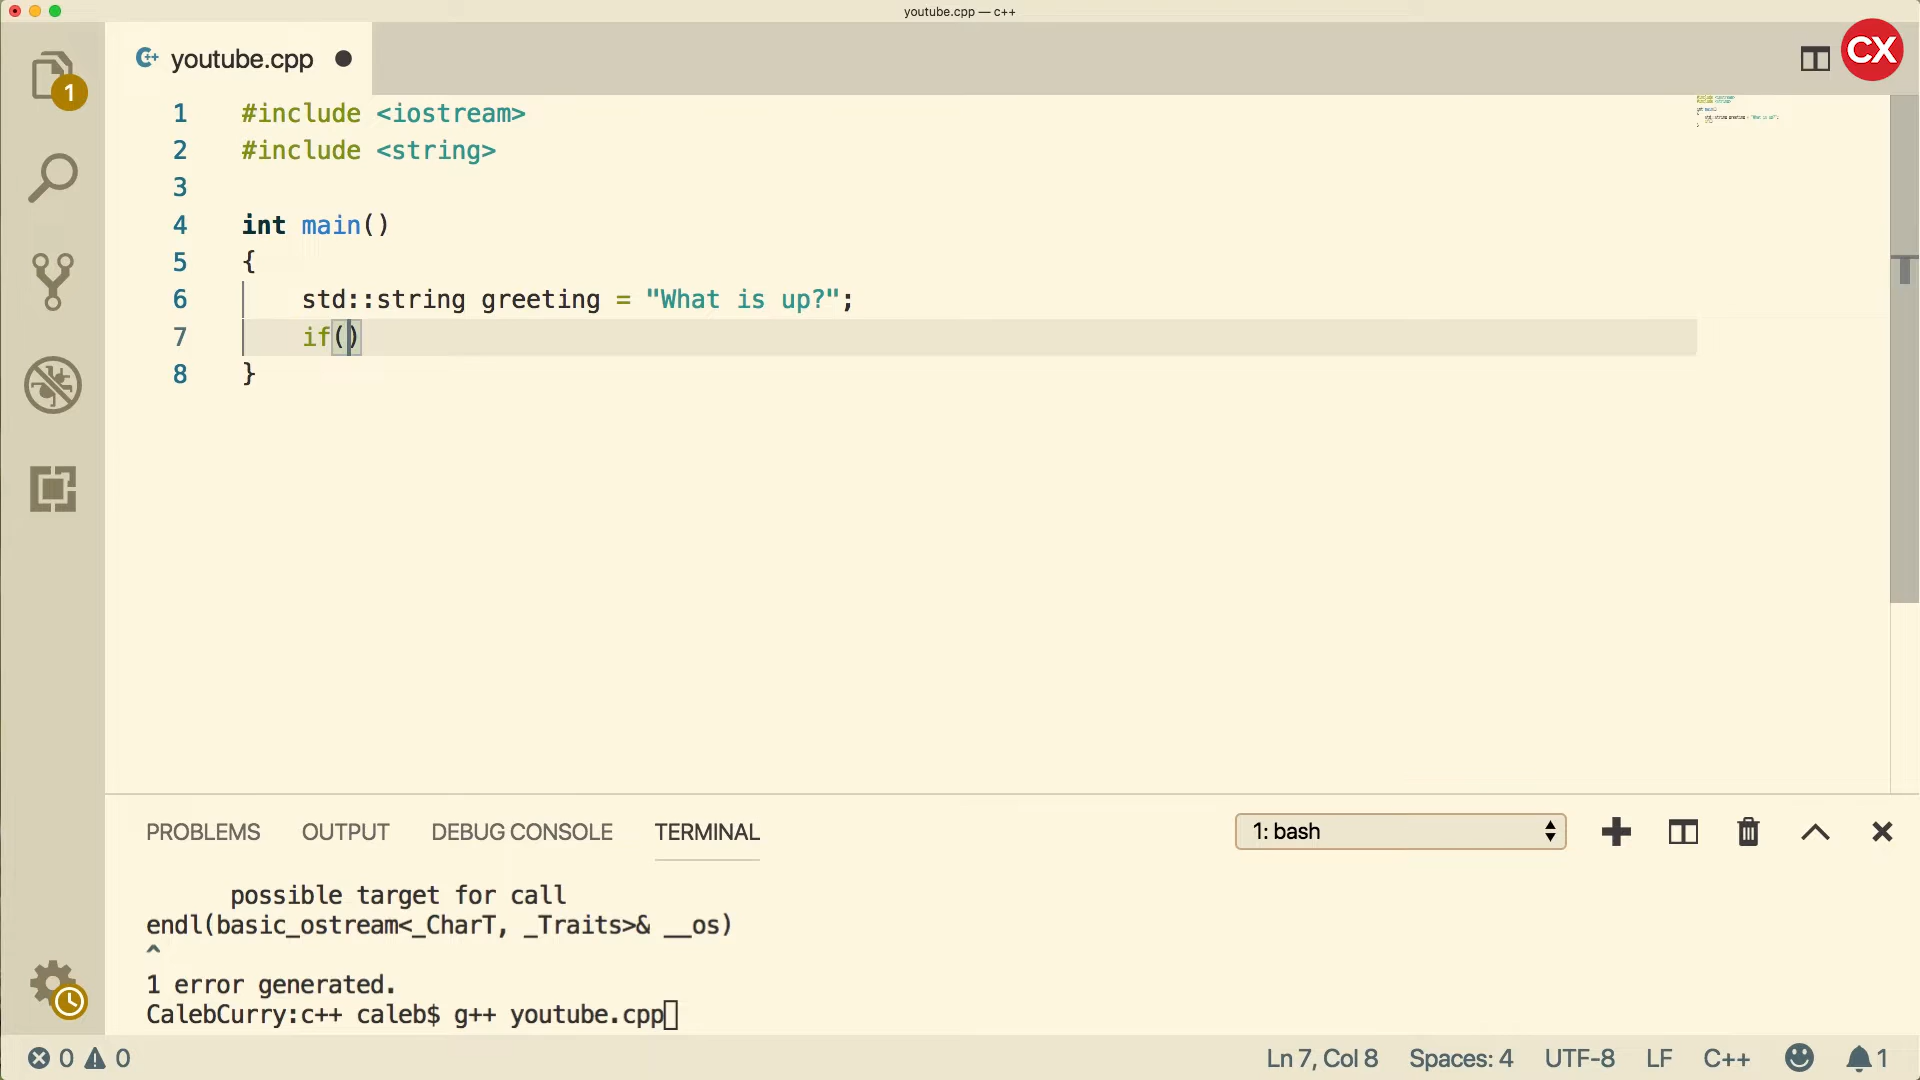 youtube.cpp — c++
youtube.cpp
CX
1
1 #include <iostream>
2 #include <string>
3
4 int main()
5 {
6 std::string greeting = "What is up?";
7 if()
8 }
PROBLEMS OUTPUT DEBUG CONSOLE TERMINAL 1: bash
possible target for call
endl(basic_ostream<_CharT, _Traits>& __os)
^
1 error generated.
CalebCurry:c++ caleb$ g++ youtube.cpp
0 0 Ln 7, Col 8 Spaces: 4 UTF-8 LF C++ 1